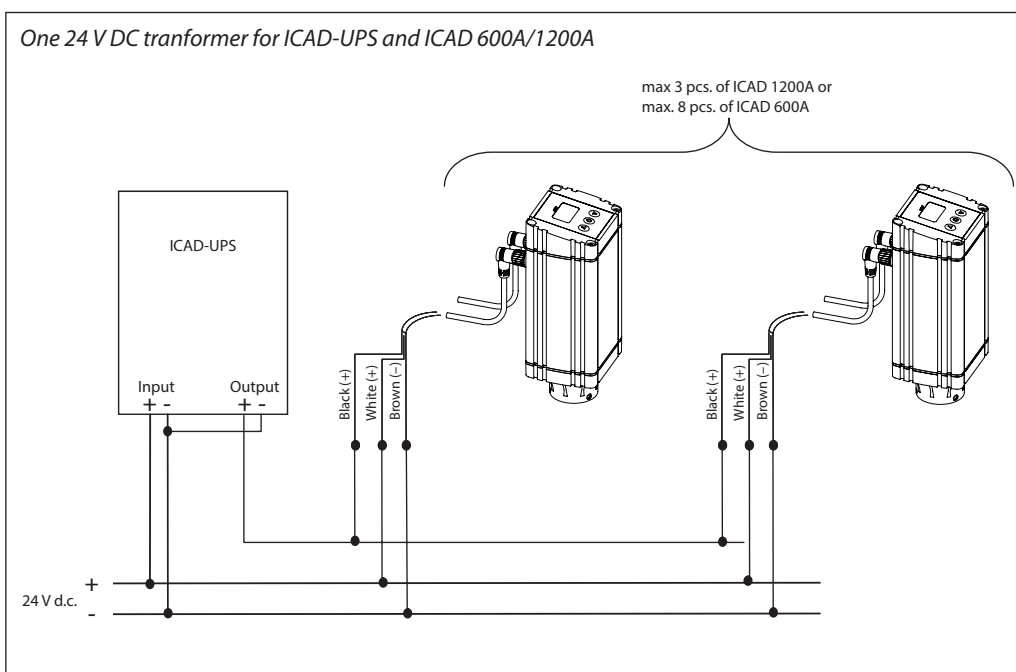 One 24 V DC tranformer for ICAD-UPS and ICAD 600A/1200A
max 3 pcs. of ICAD 1200A or
max. 8 pcs. of ICAD 600A
ICAD-UPS
Input Output
+ - + -
Black (+)
White (+)
Brown (–)
Black (+)
White (+)
Brown (–)
+
24 V d.c.
-